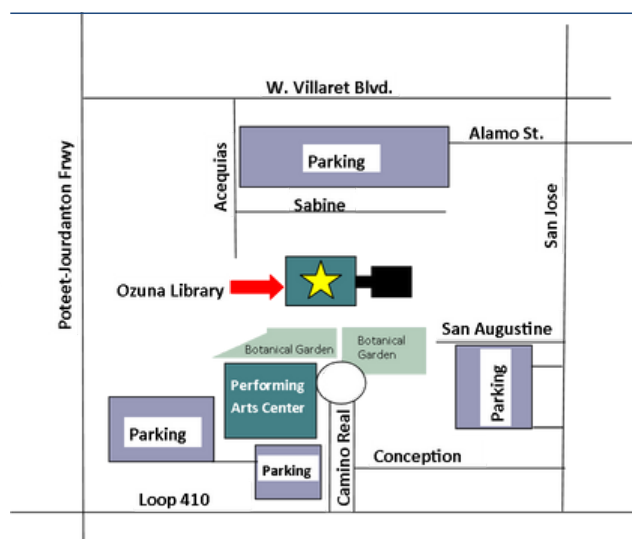 W. Villaret Blvd.
Alamo St.
Parking
Acequias
Sabine
San Jose
Poteet-Jourdanton Frwy
Ozuna Library
San Augustine
Botanical Garden
Botanical
Garden
Performing
Arts Center
Parking
Parking
Parking
Camino Real
Conception
Loop 410